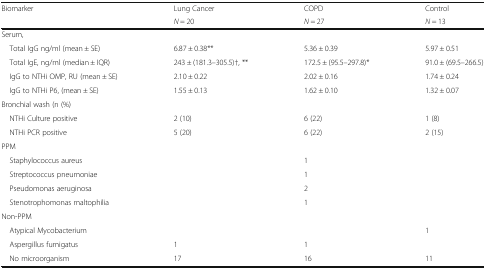 Biomarker Lung Cancer COPD Control
N = 20 N = 27 N = 13
Serum,
Total IgG ng/ml (mean ± SE) 6.87 ± 0.38** 5.36 ± 0.39 5.97 ± 0.51
Total IgE, ng/ml (median ± IQR) 243 ± (181.3–305.5)†, ** 172.5 ± (95.5–297.8)* 91.0 ± (69.5–266.5)
IgG to NTHi OMP, RU (mean ± SE) 2.10 ± 0.22 2.02 ± 0.16 1.74 ± 0.24
IgG to NTHi P6, (mean ± SE) 1.55 ± 0.13 1.62 ± 0.10 1.32 ± 0.07
Bronchial wash (n (%)
NTHi Culture positive 2 (10) 6 (22) 1 (8)
NTHi PCR positive 5 (20) 6 (22) 2 (15)
PPM
Staphylococcus aureus 1
Streptococcus pneumoniae 1
Pseudomonas aeruginosa 2
Stenotrophomonas maltophilia 1
Non-PPM
Atypical Mycobacterium 1
Aspergillus fumigatus 1 1
No microorganism 17 16 11